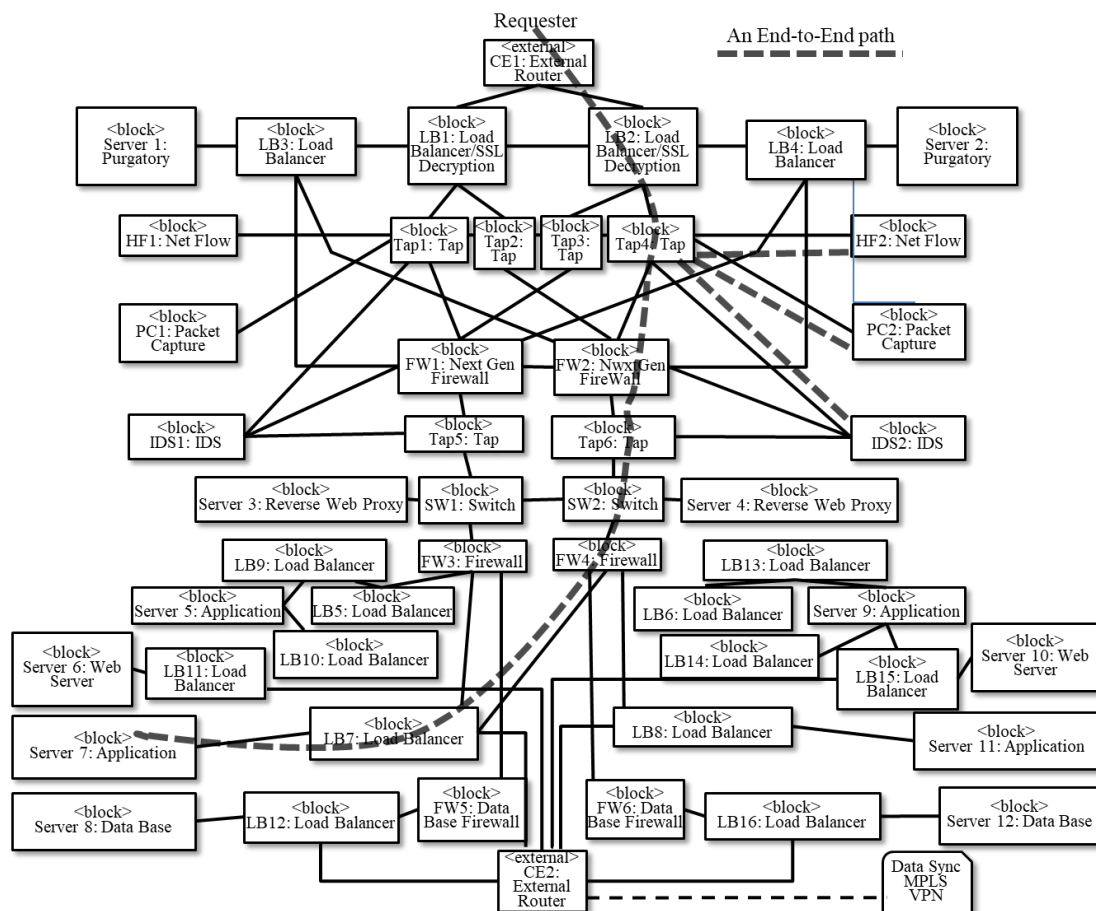 Requester
An End-to-End path
<external>
CE1: External
Router
<block>
Server 1:
Purgatory
<block>
LB3: Load
Balancer
<block>
LB1: Load
Balancer/SSL
Decryption
<block>
LB2: Load
Balancer/SSL
Decryption
<block>
LB4: Load
Balancer
<block>
Server 2:
Purgatory
<block>
HF1: Net Flow
<block>
Tap1: Tap
<block>
Tap2:
Tap
<block>
Tap3:
Tap
<block>
Tap4: Tap
<block>
HF2: Net Flow
<block>
PC1: Packet
Capture
<block>
FW1: Next Gen
Firewall
<block>
FW2: NwxtGen
FireWall
<block>
PC2: Packet
Capture
<block>
IDS1: IDS
<block>
Tap5: Tap
<block>
Tap6: Tap
<block>
IDS2: IDS
<block>
Server 3: Reverse Web Proxy
<block>
SW1: Switch
<block>
SW2: Switch
<block>
Server 4: Reverse Web Proxy
<block>
LB9: Load Balancer
<block>
FW3: Firewall
<block>
FW4: Firewall
<block>
LB13: Load Balancer
<block>
Server 5: Application
<block>
LB5: Load Balancer
<block>
LB6: Load Balancer
<block>
Server 9: Application
<block>
Server 6: Web
Server
<block>
LB11: Load
Balancer
<block>
LB10: Load Balancer
<block>
LB14: Load Balancer
<block>
LB15: Load
Balancer
<block>
Server 10: Web
Server
<block>
Server 7: Application
<block>
LB7: Load Balancer
<block>
LB8: Load Balancer
<block>
Server 11: Application
<block>
Server 8: Data Base
<block>
LB12: Load Balancer
<block>
FW5: Data
Base Firewall
<block>
FW6: Data
Base Firewall
<block>
LB16: Load Balancer
<block>
Server 12: Data Base
<external>
CE2:
External
Router
Data Sync
MPLS
VPN